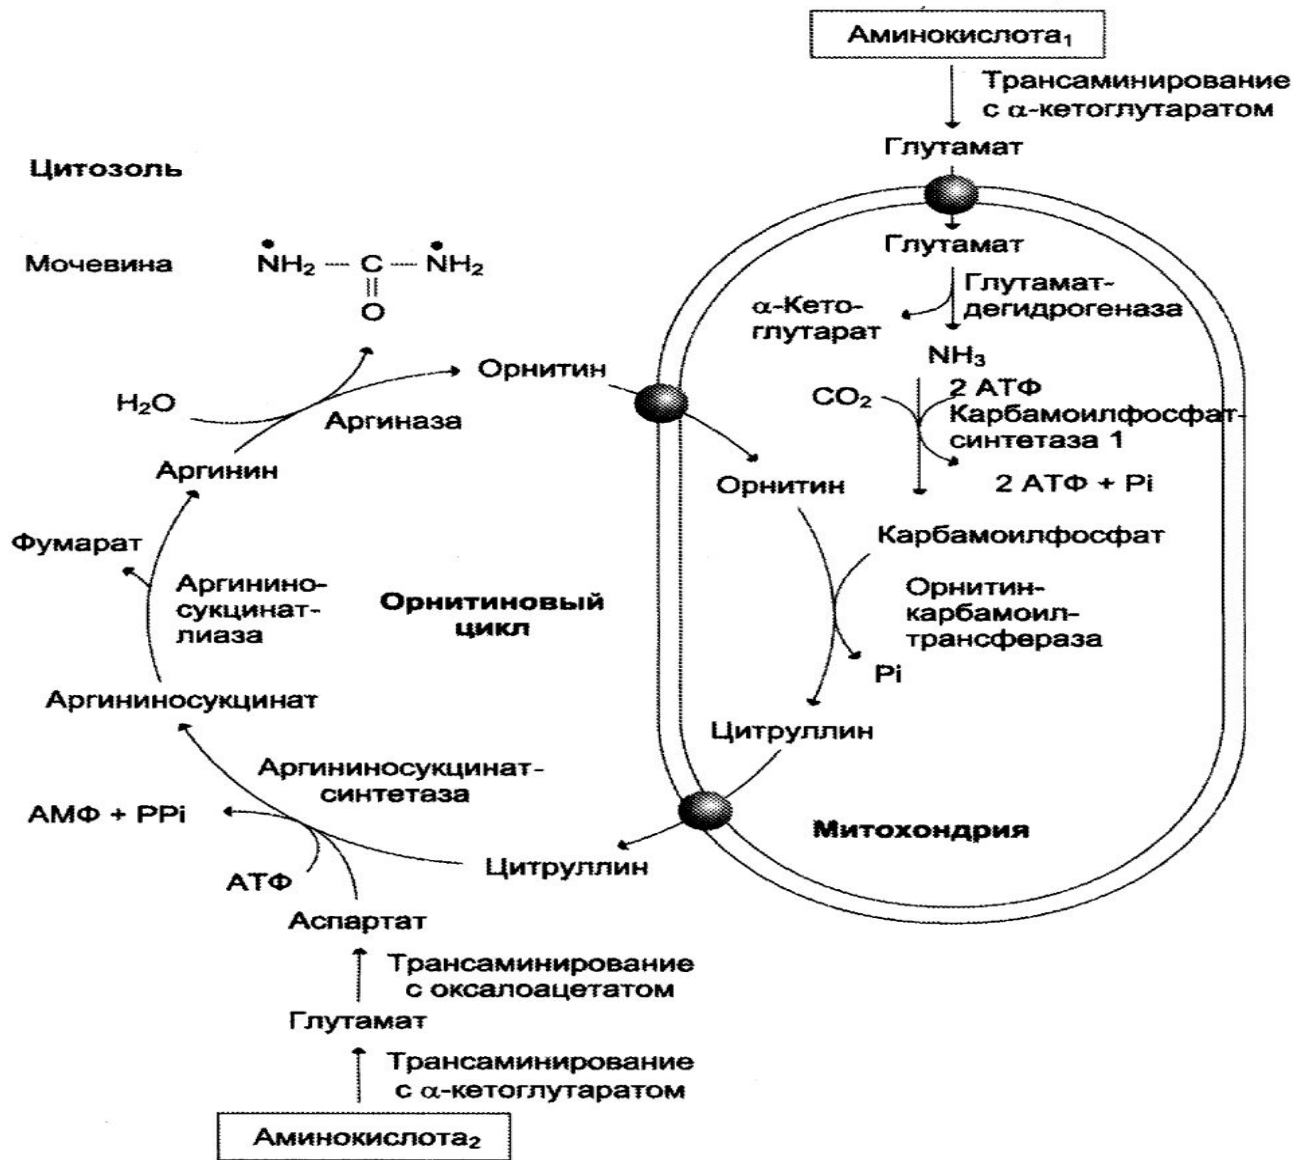 Аминокислота₁
Трансаминирование
с α-кетоглутаратом
Глутамат
Цитозоль
Мочевина
NH₂ — C — NH₂
O
Глутамат
Глутамат-
дегидрогеназа
α-Кето-
глутарат
NH₃
CO₂
2 АТФ
Карбамоилфосфат-
синтетаза 1
2 АТФ + Pi
Карбамоилфосфат
Орнитин
H₂O
Аргиназа
Аргинин
Орнитин
Фумарат
Аргинино-
сукцинат-
лиаза
Орнитиновый
цикл
Орнитин-
карбамоил-
трансфераза
Pi
Аргининосукцинат
Цитруллин
Аргининосукцинат-
синтетаза
АМФ + PPi
Митохондрия
Цитруллин
АТФ
Аспартат
Трансаминирование
с оксалоацетатом
Глутамат
Трансаминирование
с α-кетоглутаратом
Аминокислота₂